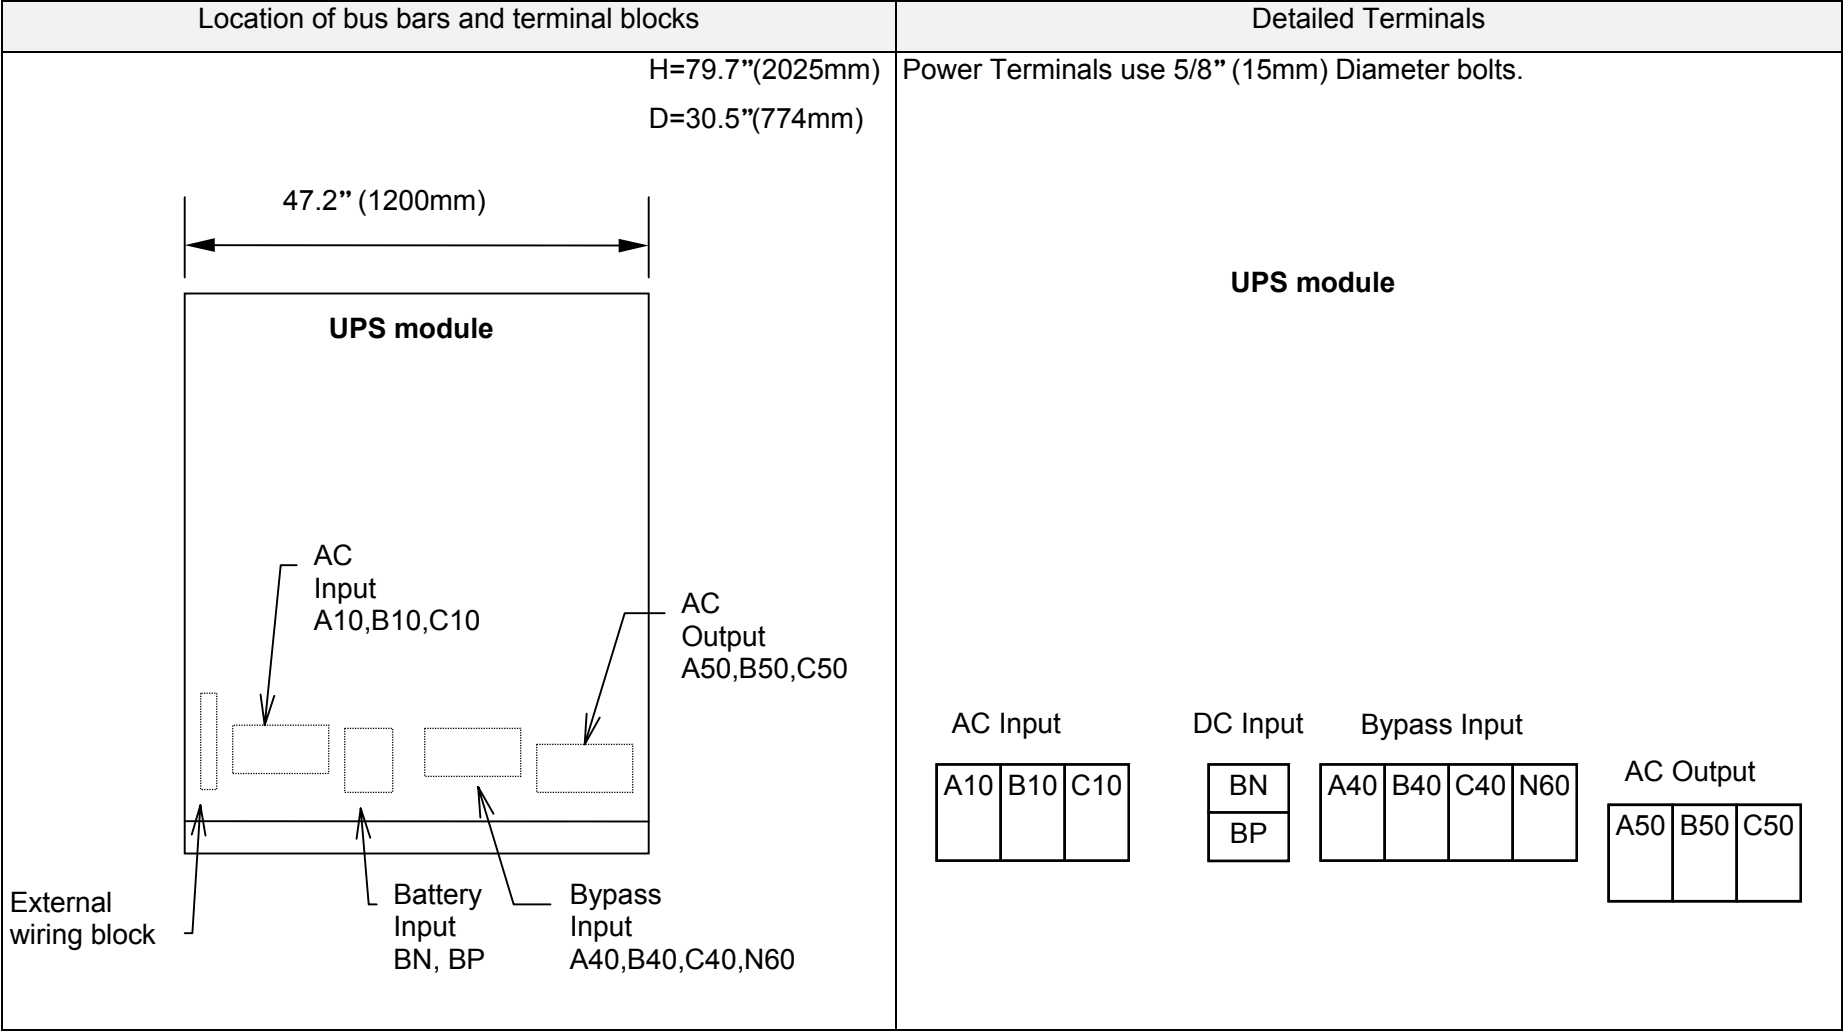 Location of bus bars and terminal blocks
H=79.7”(2025mm)
D=30.5”(774mm)
47.2” (1200mm)
UPS module
AC
Input
A10,B10,C10
AC
Output
A50,B50,C50
External
wiring block
Battery
Input
BN, BP
Bypass
Input
A40,B40,C40,N60
Detailed Terminals
Power Terminals use 5/8” (15mm) Diameter bolts.
UPS module
AC Input
A10 B10 C10
DC Input
BN
BP
Bypass Input
A40 B40 C40 N60
AC Output
A50 B50 C50